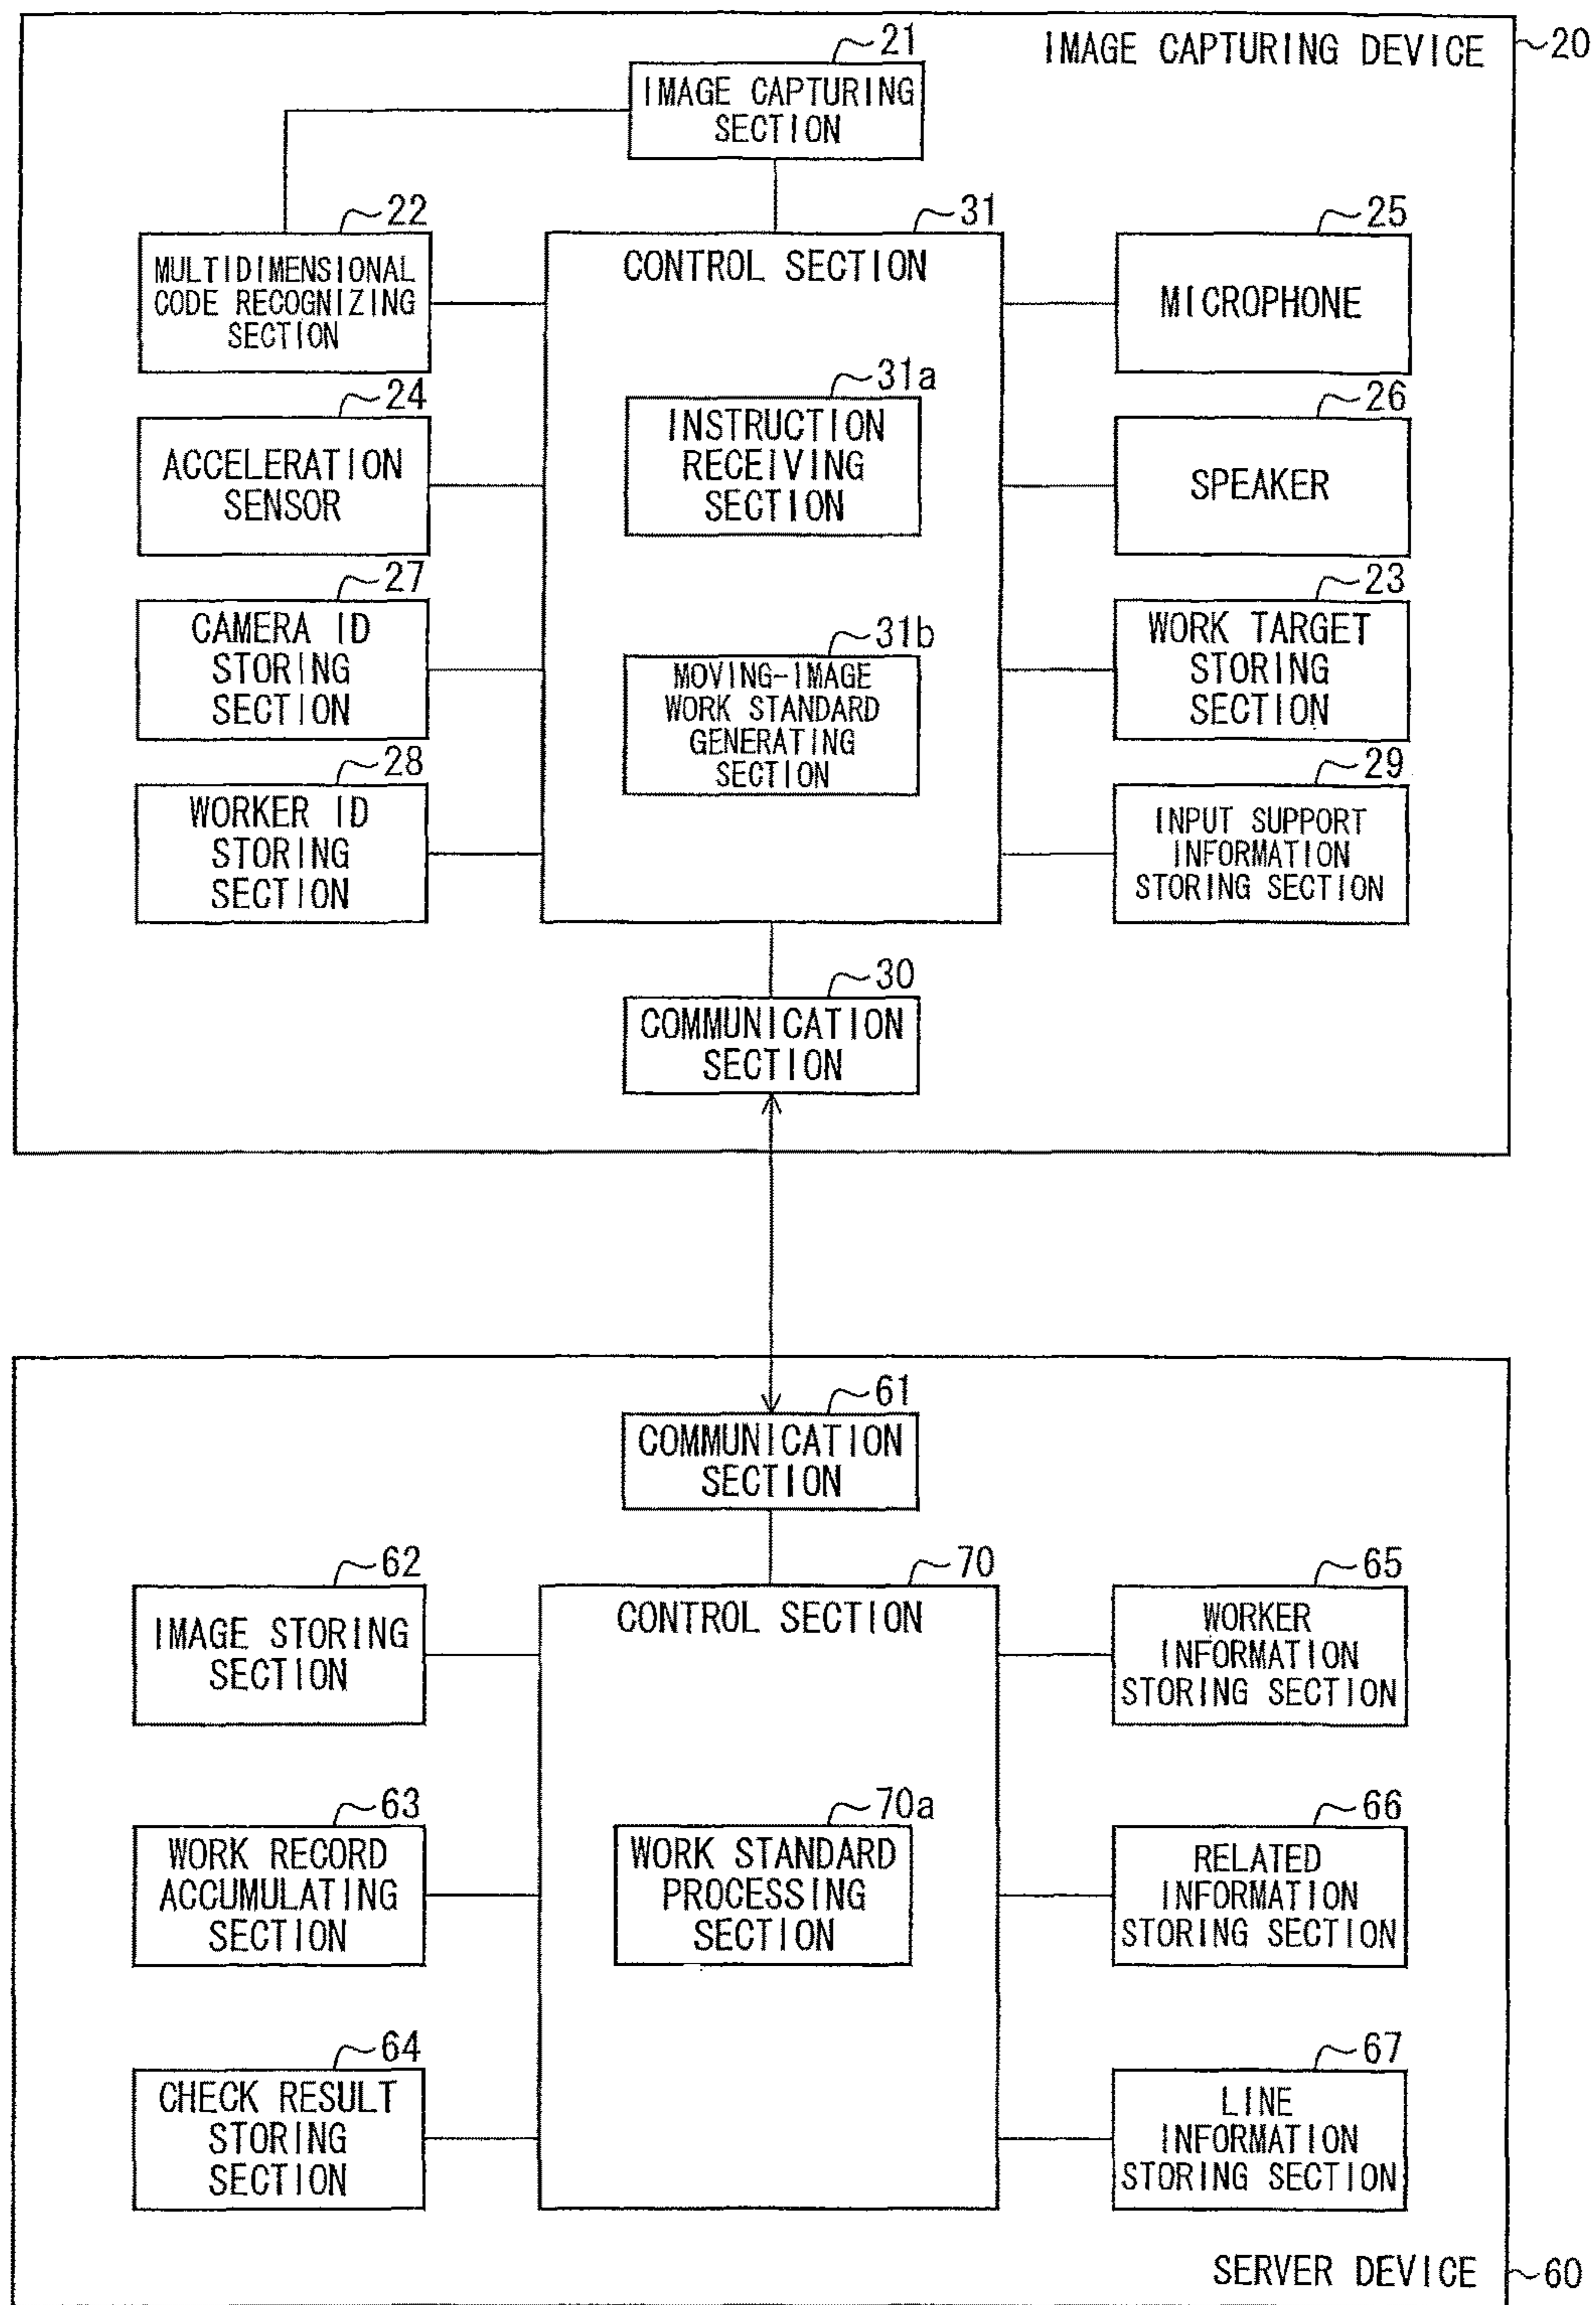 IMAGE CAPTURING DEVICE
20
21
IMAGE CAPTURING
SECTION
22
MULTIDIMENSIONAL
CODE RECOGNIZING
SECTION
31
CONTROL SECTION
25
MICROPHONE
24
ACCELERATION
SENSOR
31a
INSTRUCTION
RECEIVING
SECTION
26
SPEAKER
27
CAMERA ID
STORING
SECTION
31b
MOVING-IMAGE
WORK STANDARD
GENERATING
SECTION
23
WORK TARGET
STORING
SECTION
28
WORKER ID
STORING
SECTION
29
INPUT SUPPORT
INFORMATION
STORING SECTION
30
COMMUNICATION
SECTION
61
COMMUNICATION
SECTION
62
IMAGE STORING
SECTION
70
CONTROL SECTION
65
WORKER
INFORMATION
STORING SECTION
63
WORK RECORD
ACCUMULATING
SECTION
70a
WORK STANDARD
PROCESSING
SECTION
66
RELATED
INFORMATION
STORING SECTION
64
CHECK RESULT
STORING
SECTION
67
LINE
INFORMATION
STORING SECTION
SERVER DEVICE
60